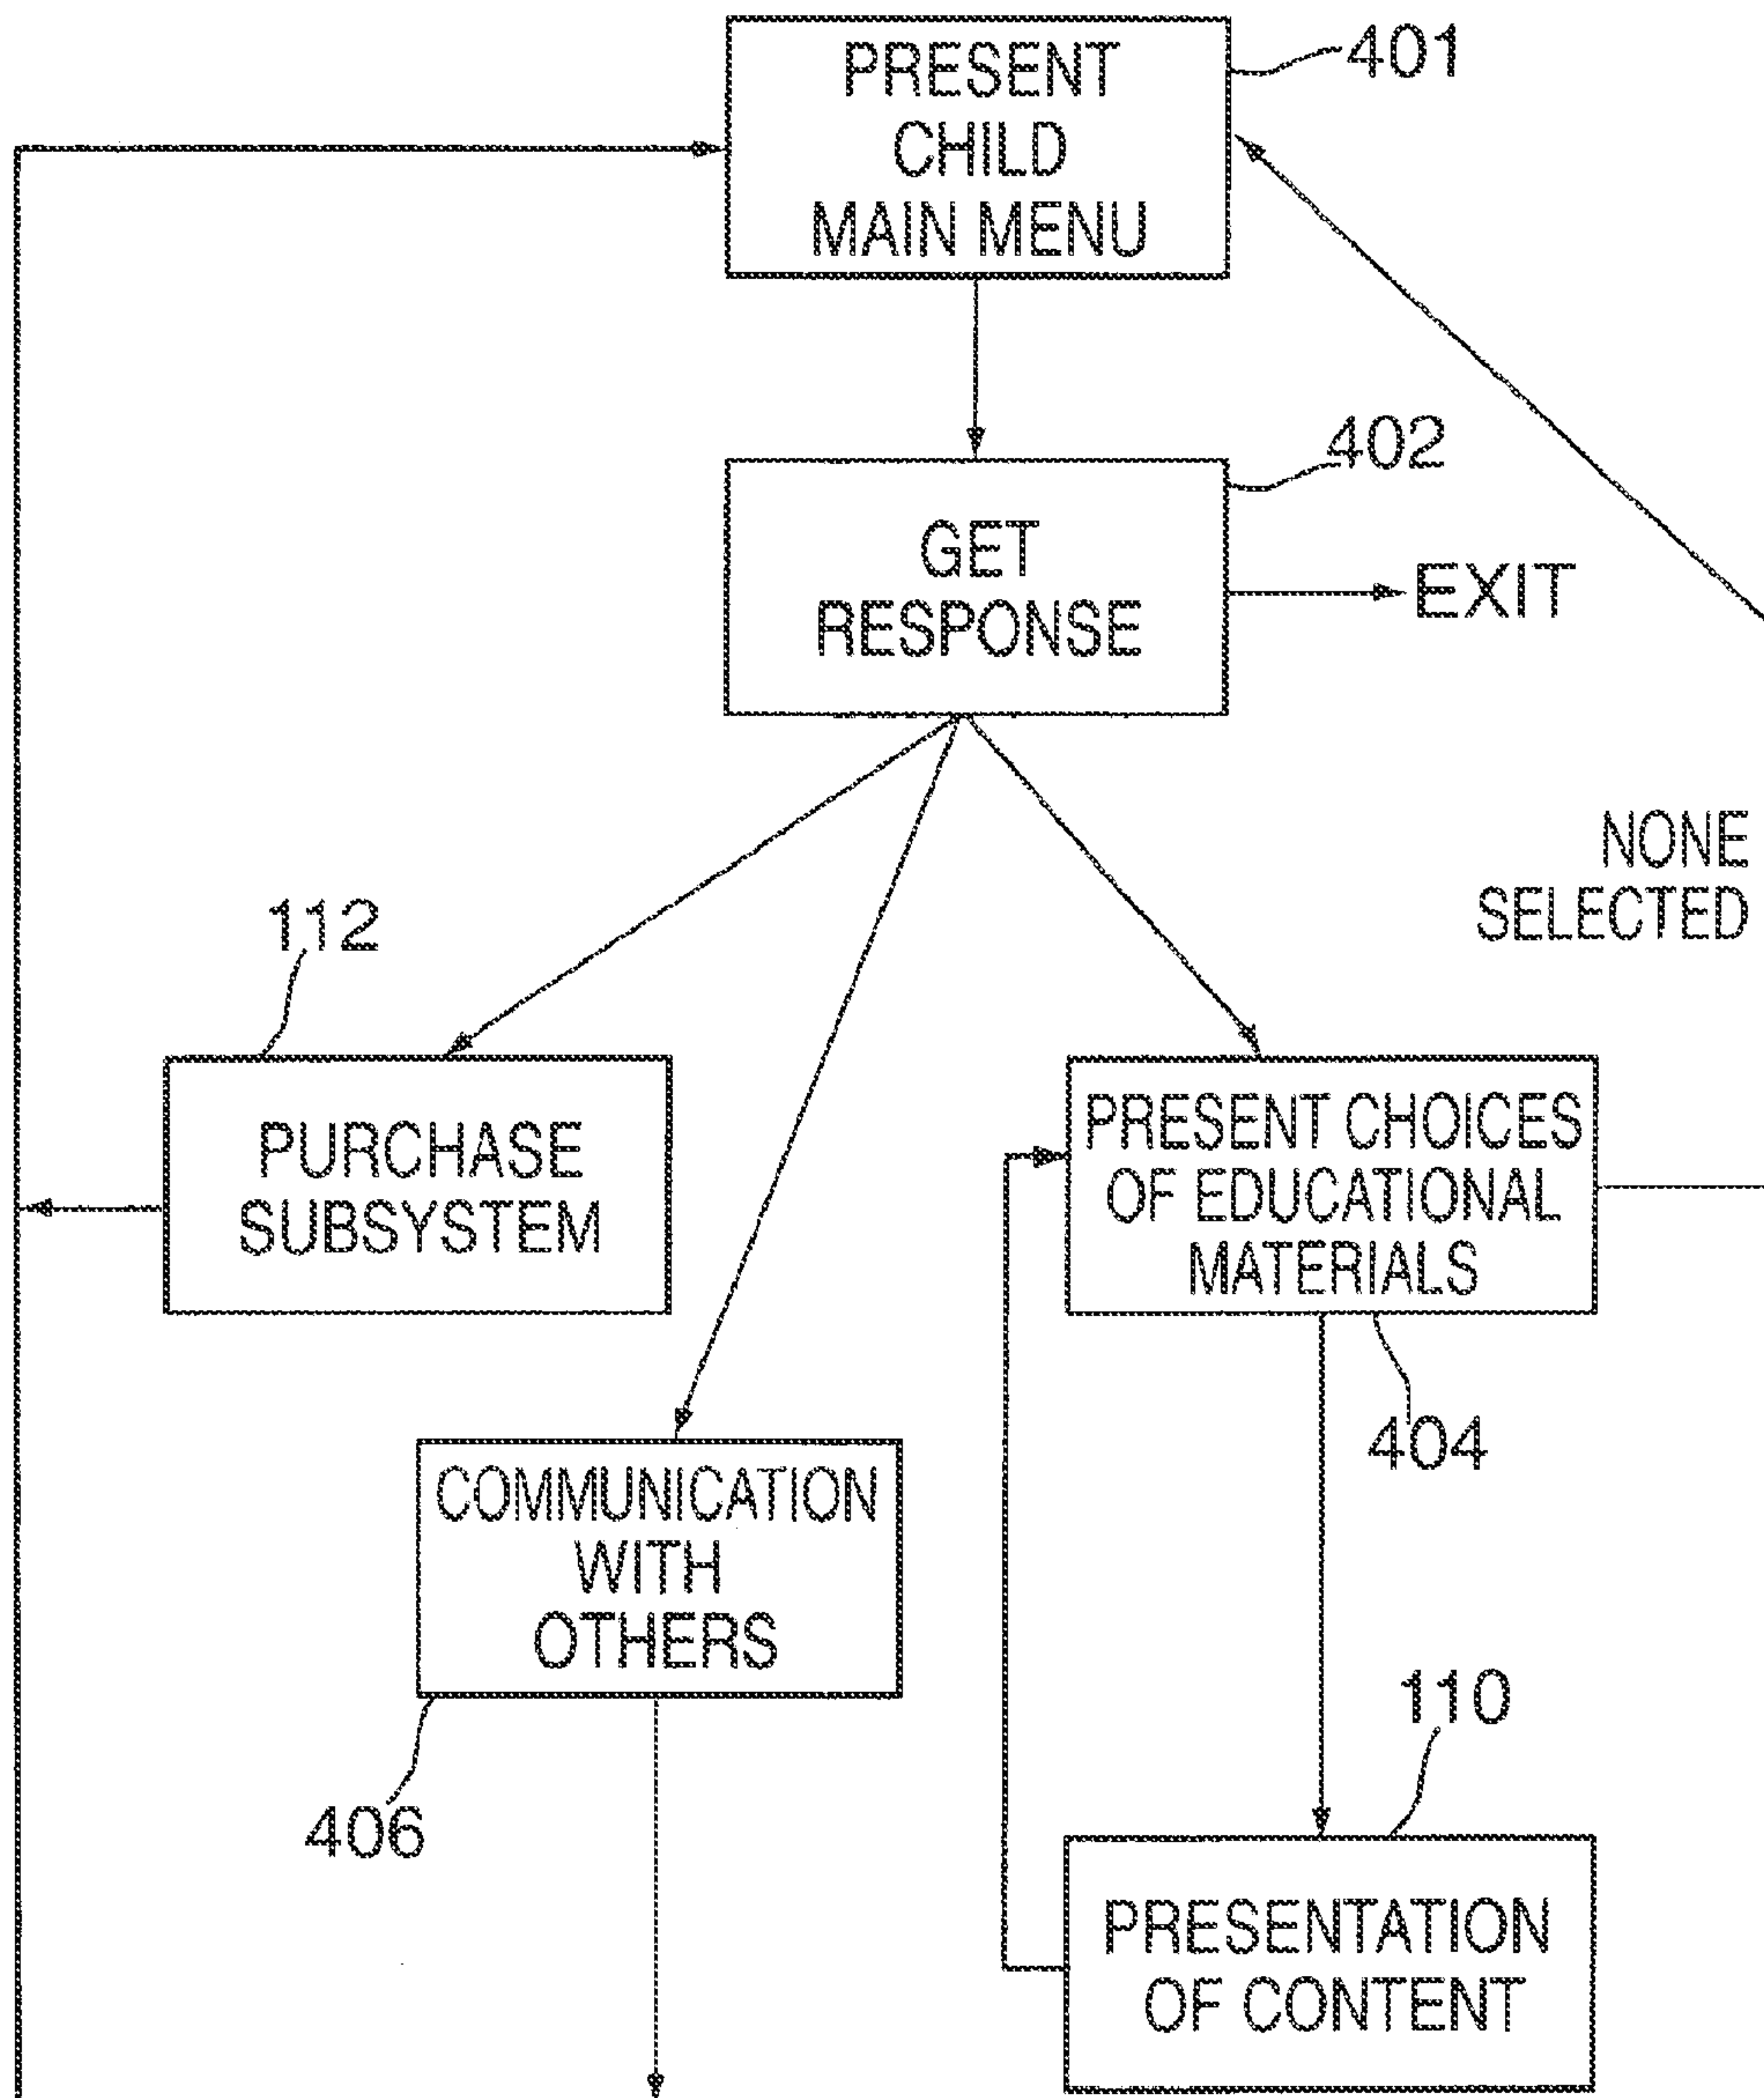 PRESENT
CHILD
MAIN MENU
401
GET
RESPONSE
402
EXIT
NONE
SELECTED
112
PURCHASE
SUBSYSTEM
PRESENT CHOICES
OF EDUCATIONAL
MATERIALS
404
COMMUNICATION
WITH
OTHERS
406
110
PRESENTATION
OF CONTENT